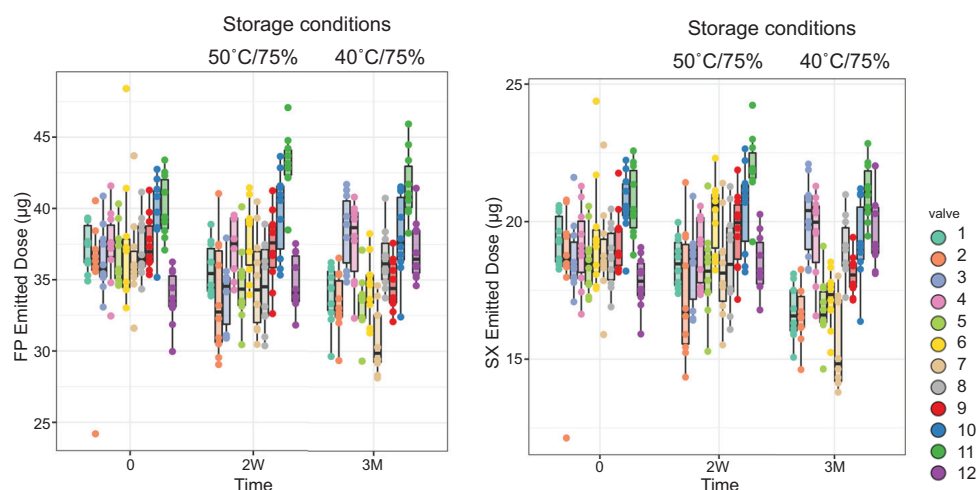 Storage conditions
50˚C/75% 40˚C/75%
FP Emitted Dose (µg)
45
40
35
30
25
0 2W 3M
Time
Storage conditions
50˚C/75% 40˚C/75%
SX Emitted Dose (µg)
25
20
15
0 2W 3M
Time
valve
1
2
3
4
5
6
7
8
9
10
11
12